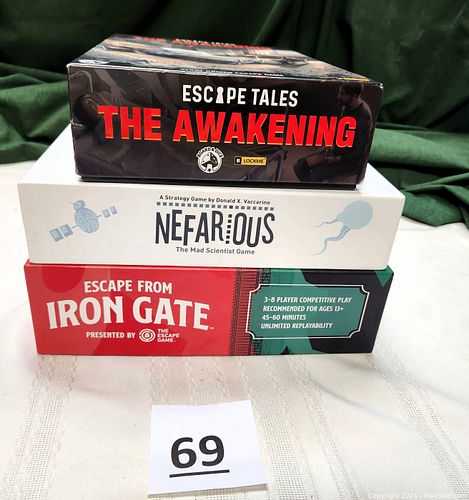 ESCAPE TALES
THE AWAKENING
LOCKME
A Strategy Game by Donald X. Vaccarino
NEFARIOUS
The Mad Scientist Game
ESCAPE FROM
IRON GATE™
PRESENTED BY THE ESCAPE GAME
3-8 PLAYER COMPETITIVE PLAY
RECOMMENDED FOR AGES 13+
45-60 MINUTES
UNLIMITED REPLAYABILITY
69